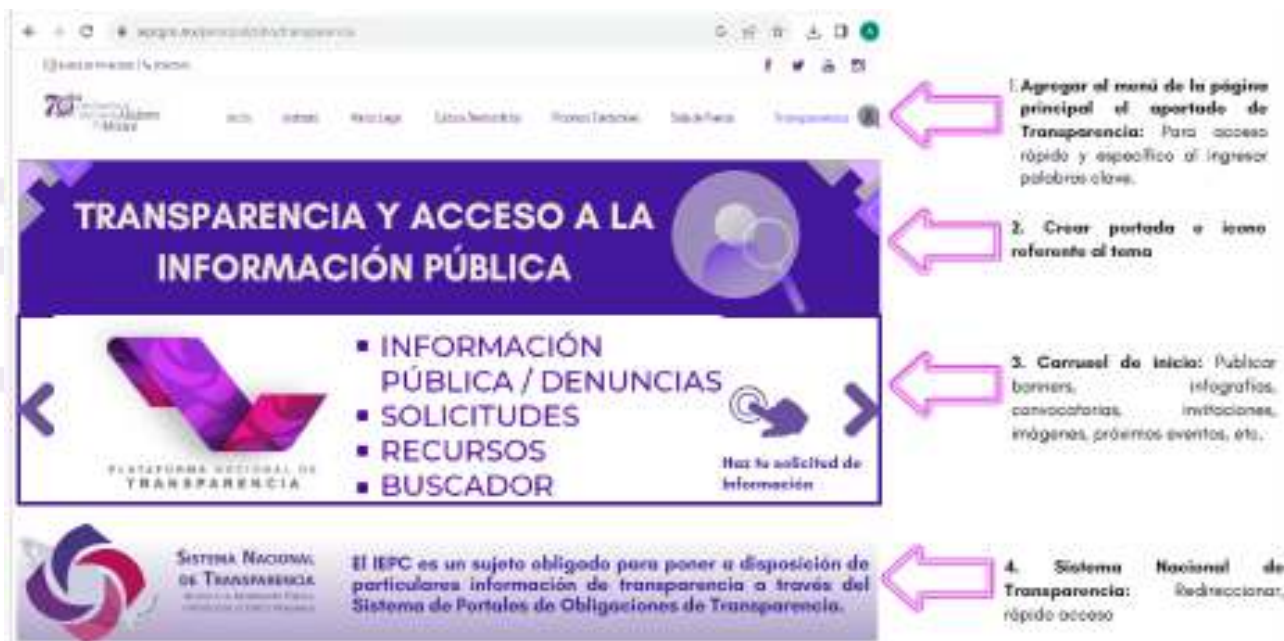 Transparencia
1. Agregar al menú de la página
principal el apartado de
Transparencia: Para acceso
rápido y específico al ingresar
palabras clave.
TRANSPARENCIA Y ACCESO A LA
INFORMACIÓN PÚBLICA
2. Crear portada o icono
referente al tema
▪ INFORMACIÓN
PÚBLICA / DENUNCIAS
▪ SOLICITUDES
▪ RECURSOS
▪ BUSCADOR
PLATAFORMA NACIONAL DE
TRANSPARENCIA
Haz tu solicitud de
Información
3. Carrusel de inicio: Publicar
banners, infografías,
convocatorias, invitaciones,
imágenes, próximos eventos, etc.
SISTEMA NACIONAL
DE TRANSPARENCIA
El IEPC es un sujeto obligado para poner a disposición de
particulares información de transparencia a través del
Sistema de Portales de Obligaciones de Transparencia.
4. Sistema Nacional de
Transparencia: Redireccionar,
rápido acceso